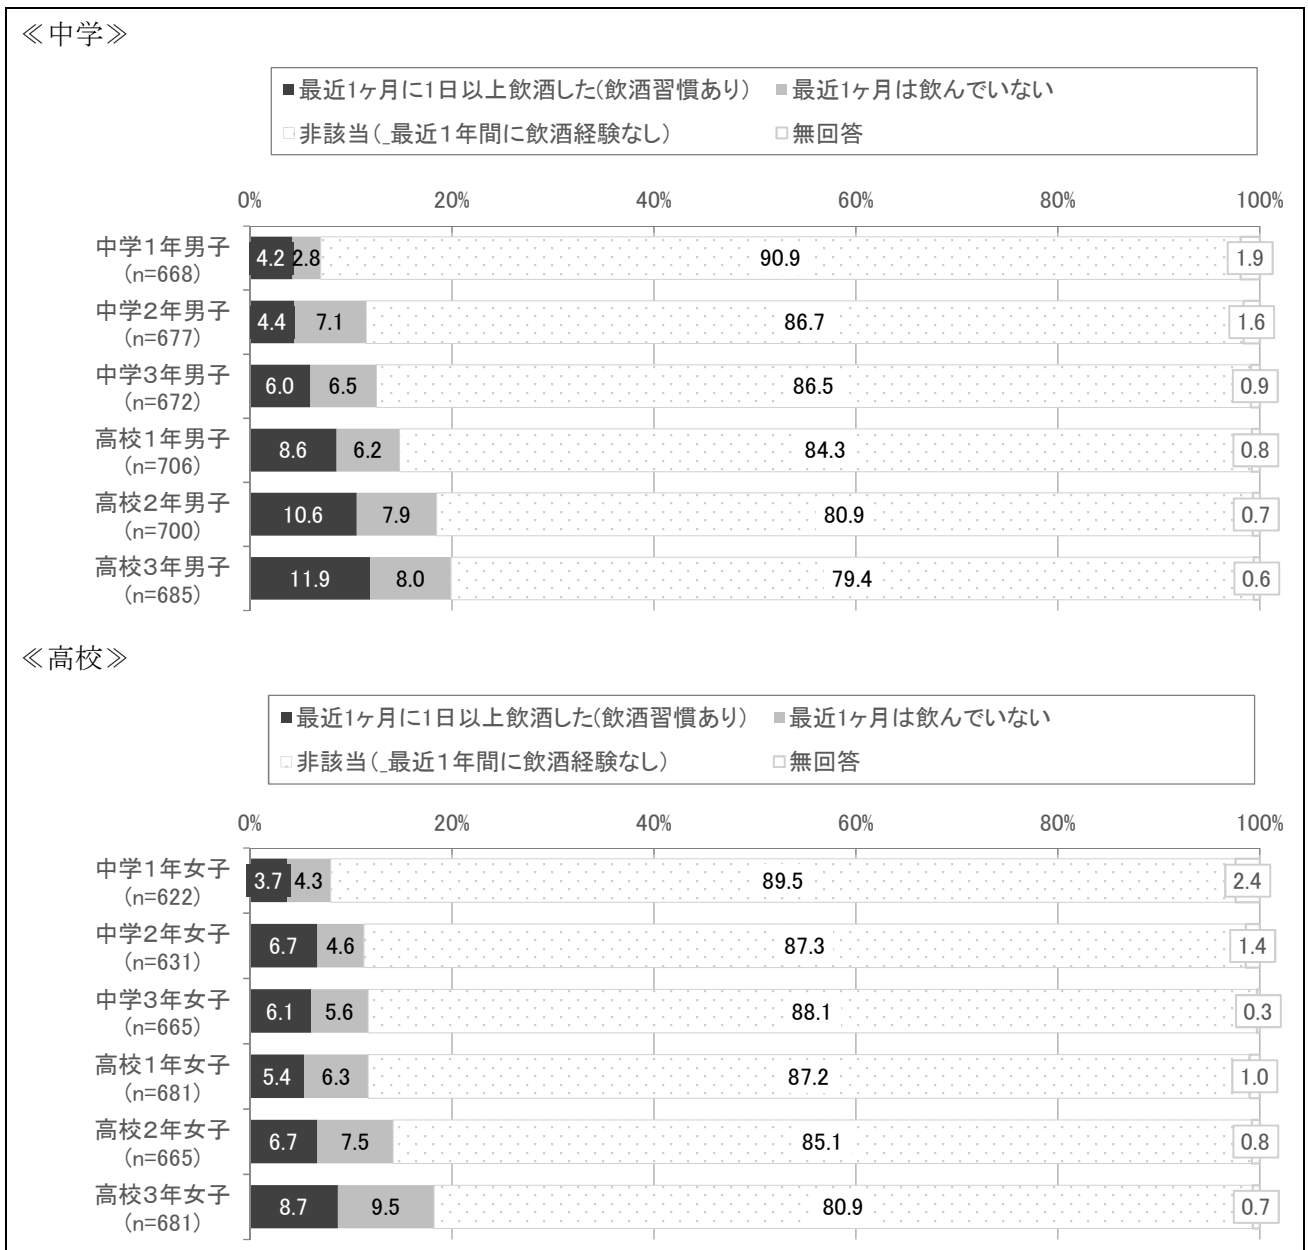 ≪中学≫
■最近1ヶ月に1日以上飲酒した(飲酒習慣あり) ■最近1ヶ月は飲んでいない
非該当(_最近1年間に飲酒経験なし) □無回答
0% 20% 40% 60% 80% 100%
中学1年男子
(n=668)
4.2 2.8 90.9 1.9
中学2年男子
(n=677)
4.4 7.1 86.7 1.6
中学3年男子
(n=672)
6.0 6.5 86.5 0.9
高校1年男子
(n=706)
8.6 6.2 84.3 0.8
高校2年男子
(n=700)
10.6 7.9 80.9 0.7
高校3年男子
(n=685)
11.9 8.0 79.4 0.6
≪高校≫
■最近1ヶ月に1日以上飲酒した(飲酒習慣あり) ■最近1ヶ月は飲んでいない
非該当(_最近1年間に飲酒経験なし) □無回答
0% 20% 40% 60% 80% 100%
中学1年女子
(n=622)
3.7 4.3 89.5 2.4
中学2年女子
(n=631)
6.7 4.6 87.3 1.4
中学3年女子
(n=665)
6.1 5.6 88.1 0.3
高校1年女子
(n=681)
5.4 6.3 87.2 1.0
高校2年女子
(n=665)
6.7 7.5 85.1 0.8
高校3年女子
(n=681)
8.7 9.5 80.9 0.7